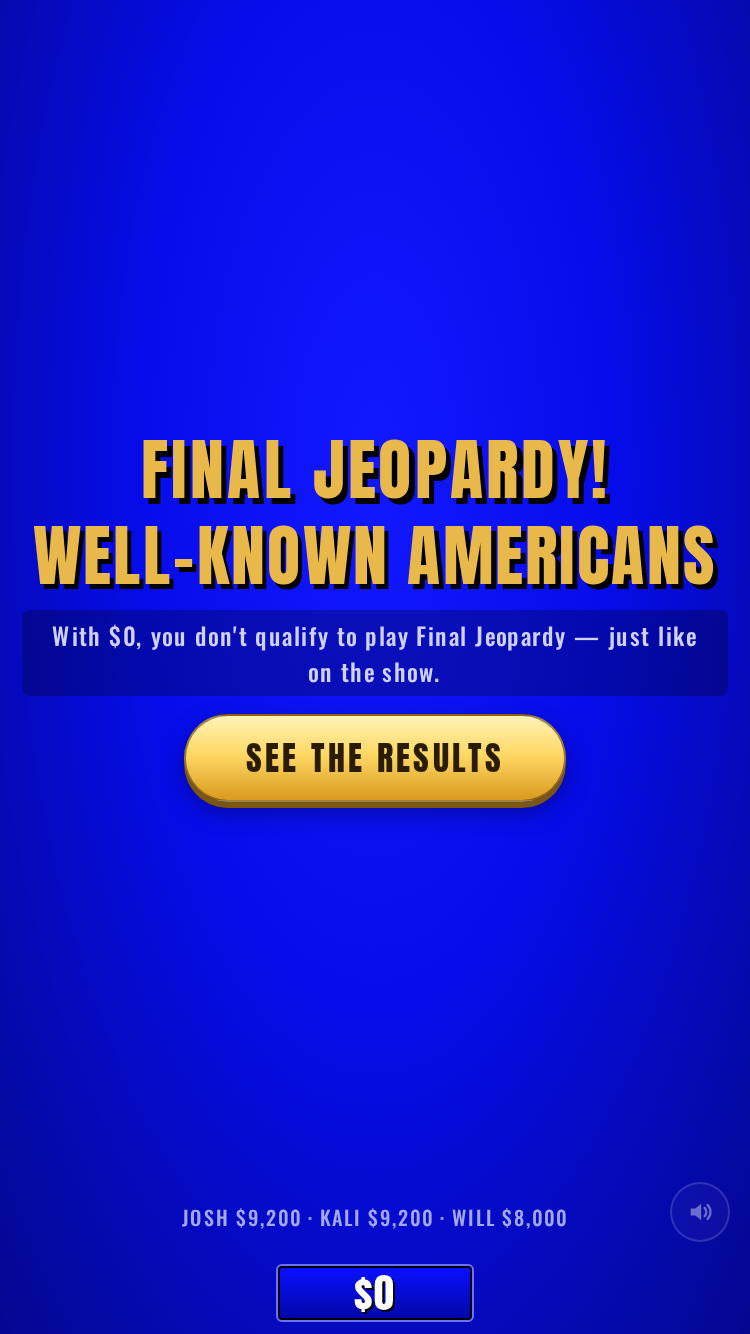 FINAL JEOPARDY!
WELL-KNOWN AMERICANS
With $0, you don't qualify to play Final Jeopardy — just like
on the show.
SEE THE RESULTS
JOSH $9,200 · KALI $9,200 · WILL $8,000
$0